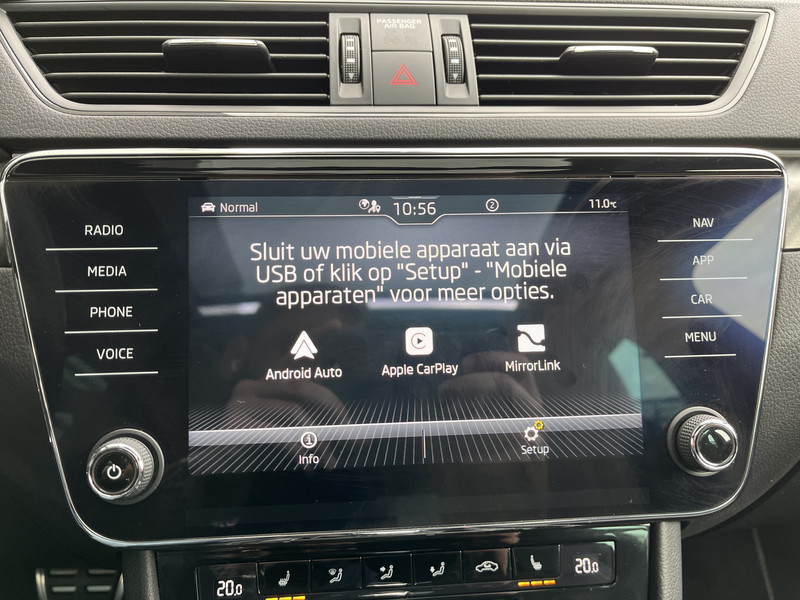 PASSENGER
AIR BAG
Normal
10:56
2
11.0°C
RADIO
MEDIA
PHONE
VOICE
NAV
APP
CAR
MENU
Sluit uw mobiele apparaat aan via
USB of klik op "Setup" - "Mobiele
apparaten" voor meer opties.
Android Auto
Apple CarPlay
MirrorLink
Info
Setup
20.0
20.0